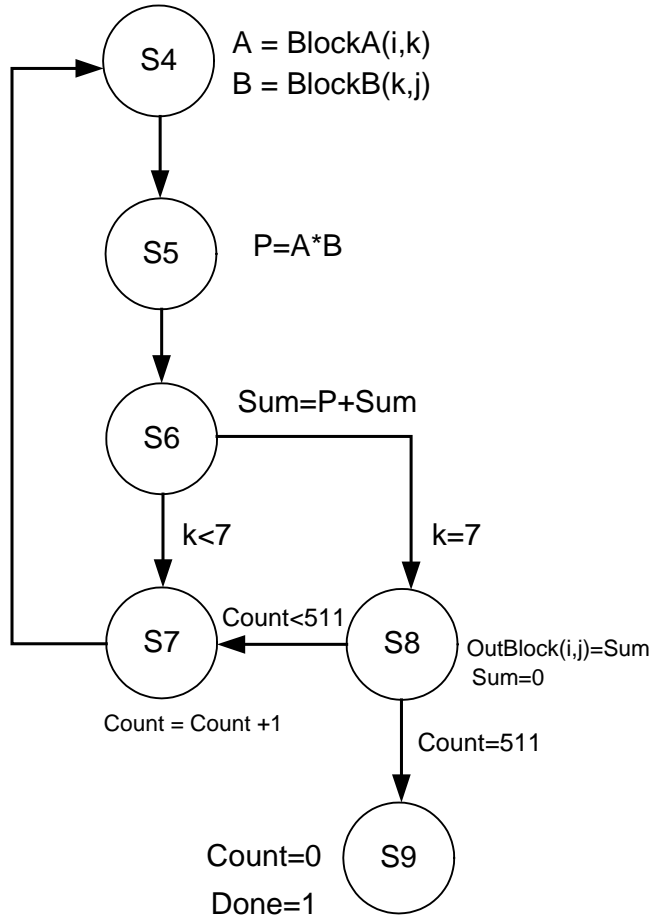 S4
A = BlockA(i,k)
B = BlockB(k,j)
S5
P=A*B
S6
Sum=P+Sum
k<7
k=7
S7
Count<511
S8
OutBlock(i,j)=Sum
Sum=0
Count = Count +1
Count=511
S9
Count=0
Done=1